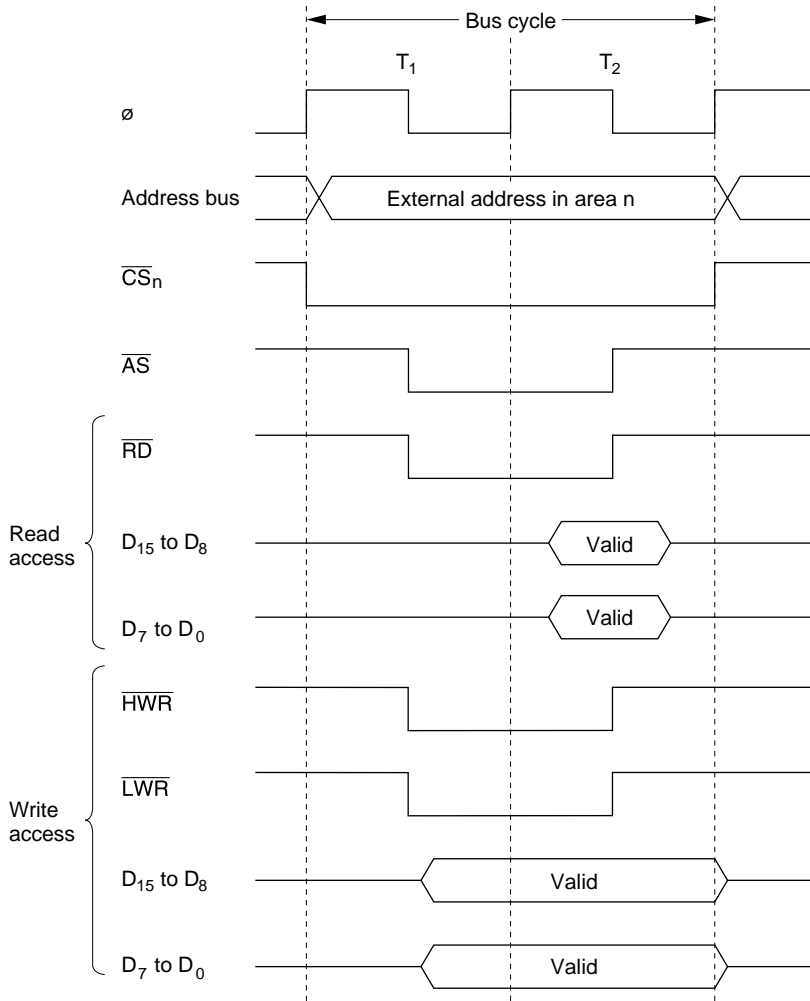 Bus cycle
T1 T2
ø
Address bus External address in area n
CSn
AS
RD
Read access
D15 to D8 Valid
D7 to D0 Valid
HWR
LWR
Write access
D15 to D8 Valid
D7 to D0 Valid